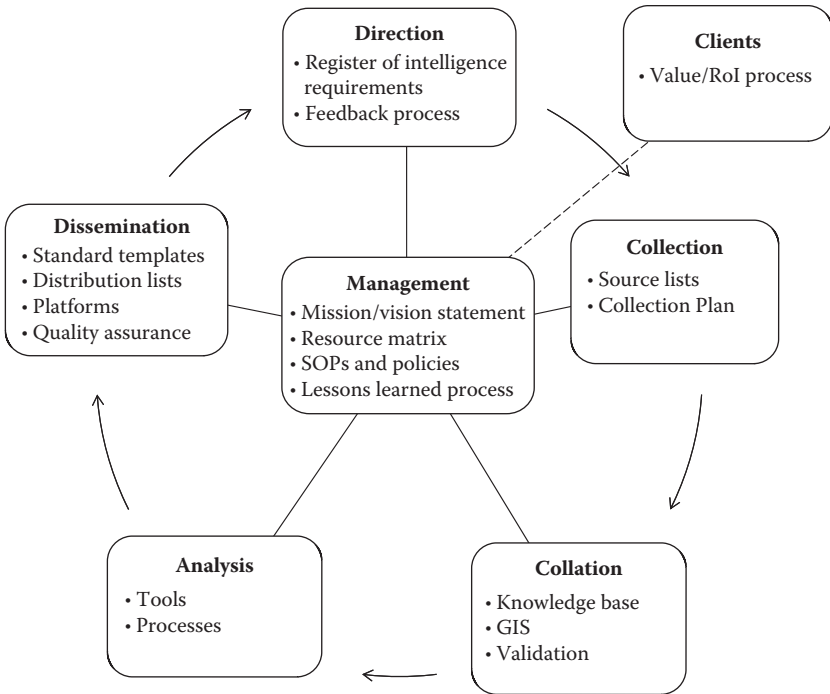 Direction
• Register of intelligence
requirements
• Feedback process
Clients
• Value/RoI process
Dissemination
• Standard templates
• Distribution lists
• Platforms
• Quality assurance
Management
• Mission/vision statement
• Resource matrix
• SOPs and policies
• Lessons learned process
Collection
• Source lists
• Collection Plan
Analysis
• Tools
• Processes
Collation
• Knowledge base
• GIS
• Validation